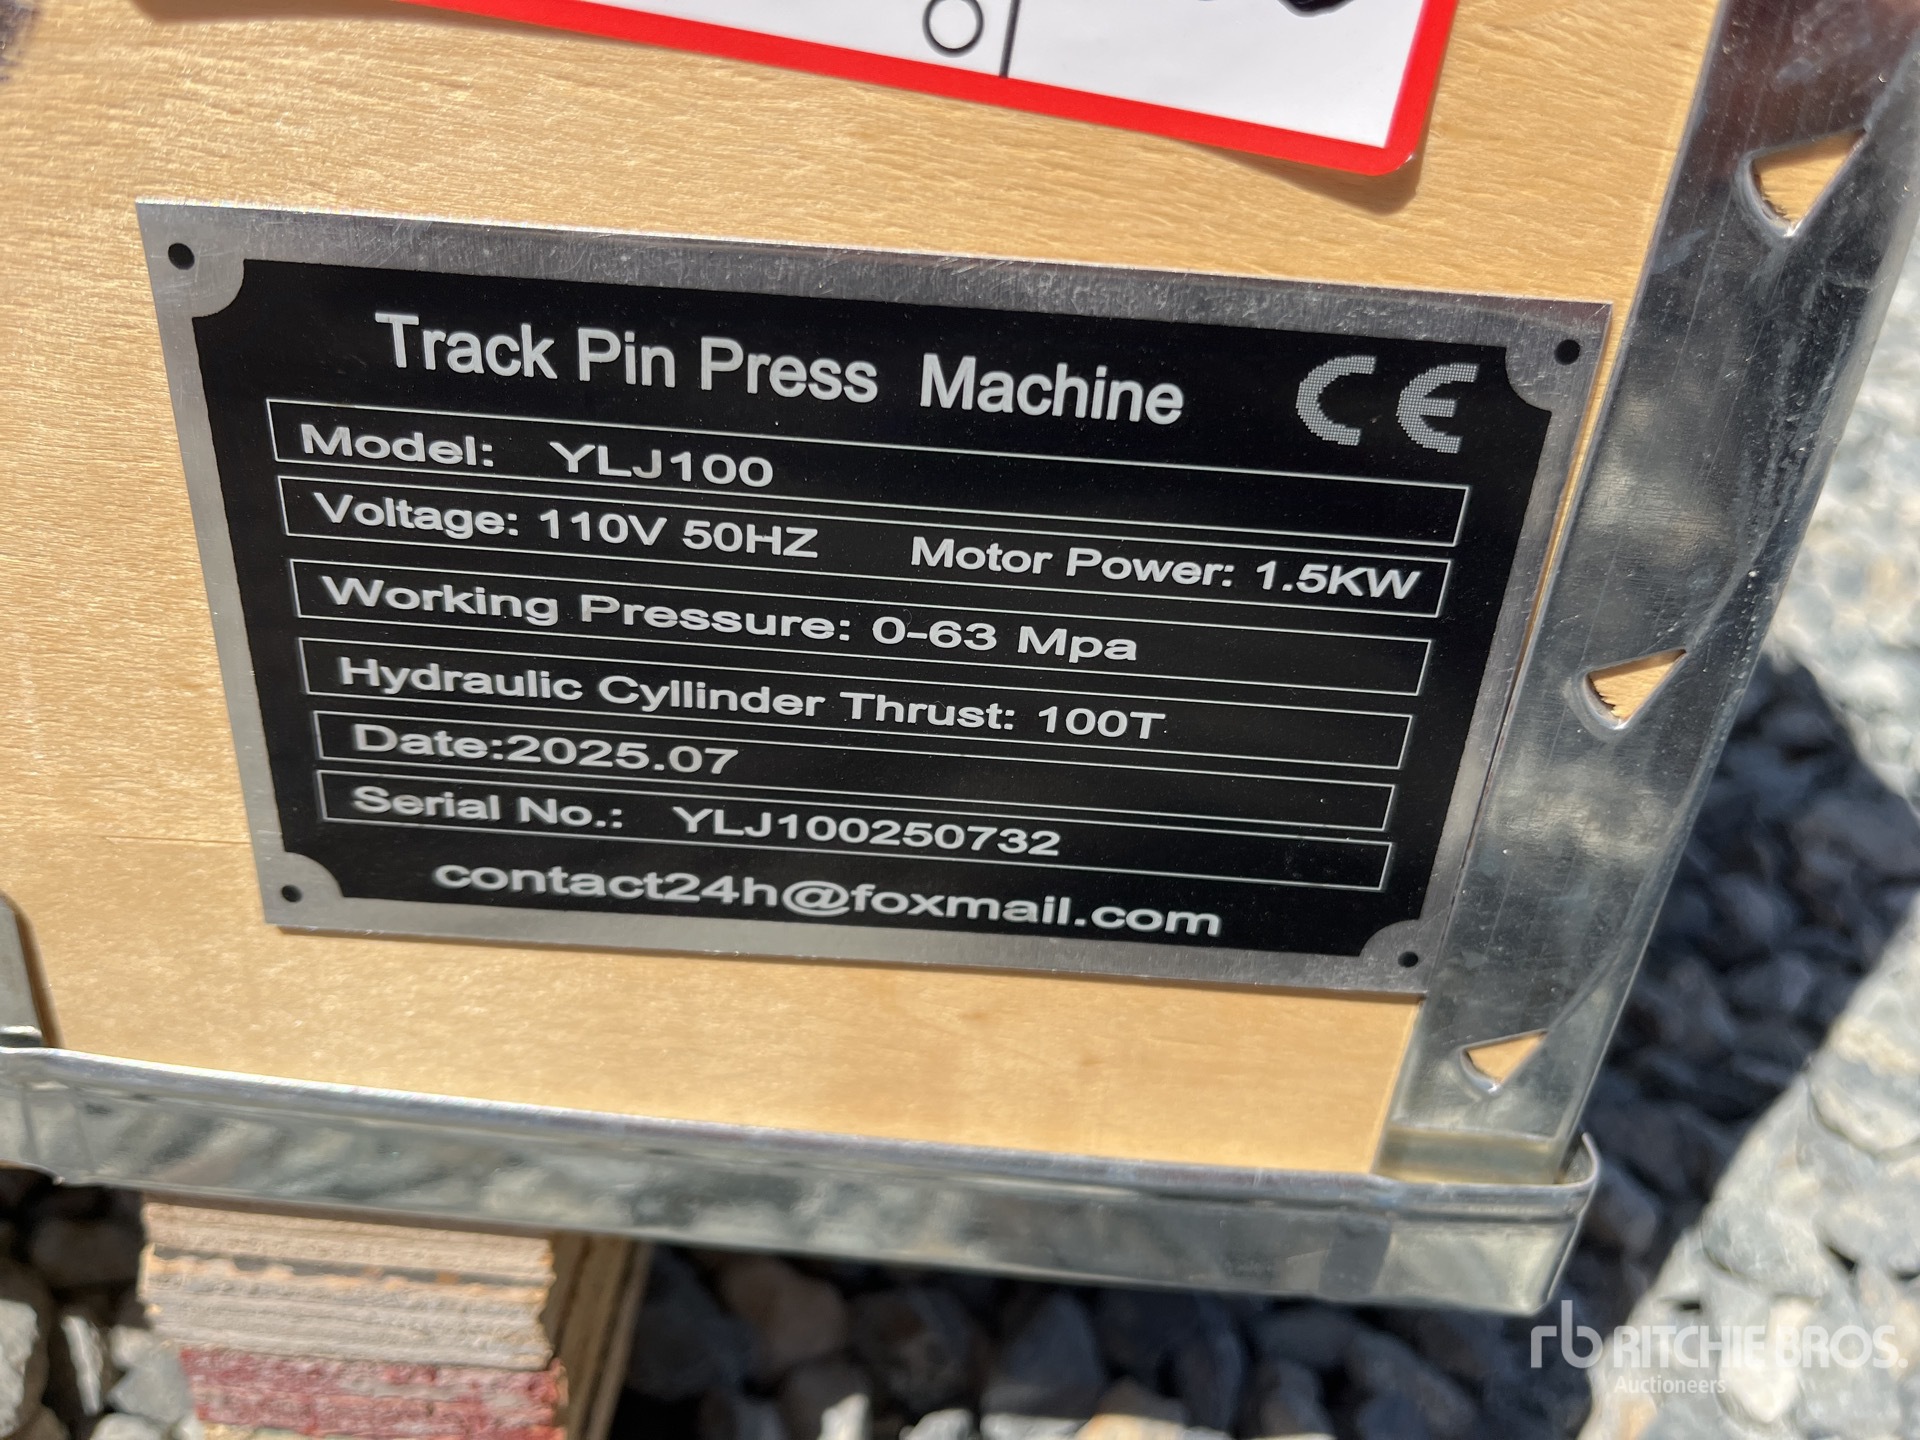 Track Pin Press Machine CE
Model: YLJ100
Voltage: 110V 50HZ Motor Power: 1.5KW
Working Pressure: 0-63 Mpa
Hydraulic Cyllinder Thrust: 100T
Date:2025.07
Serial No.: YLJ100250732
contact24h@foxmail.com
rb RITCHIE BROS.
Auctioneers